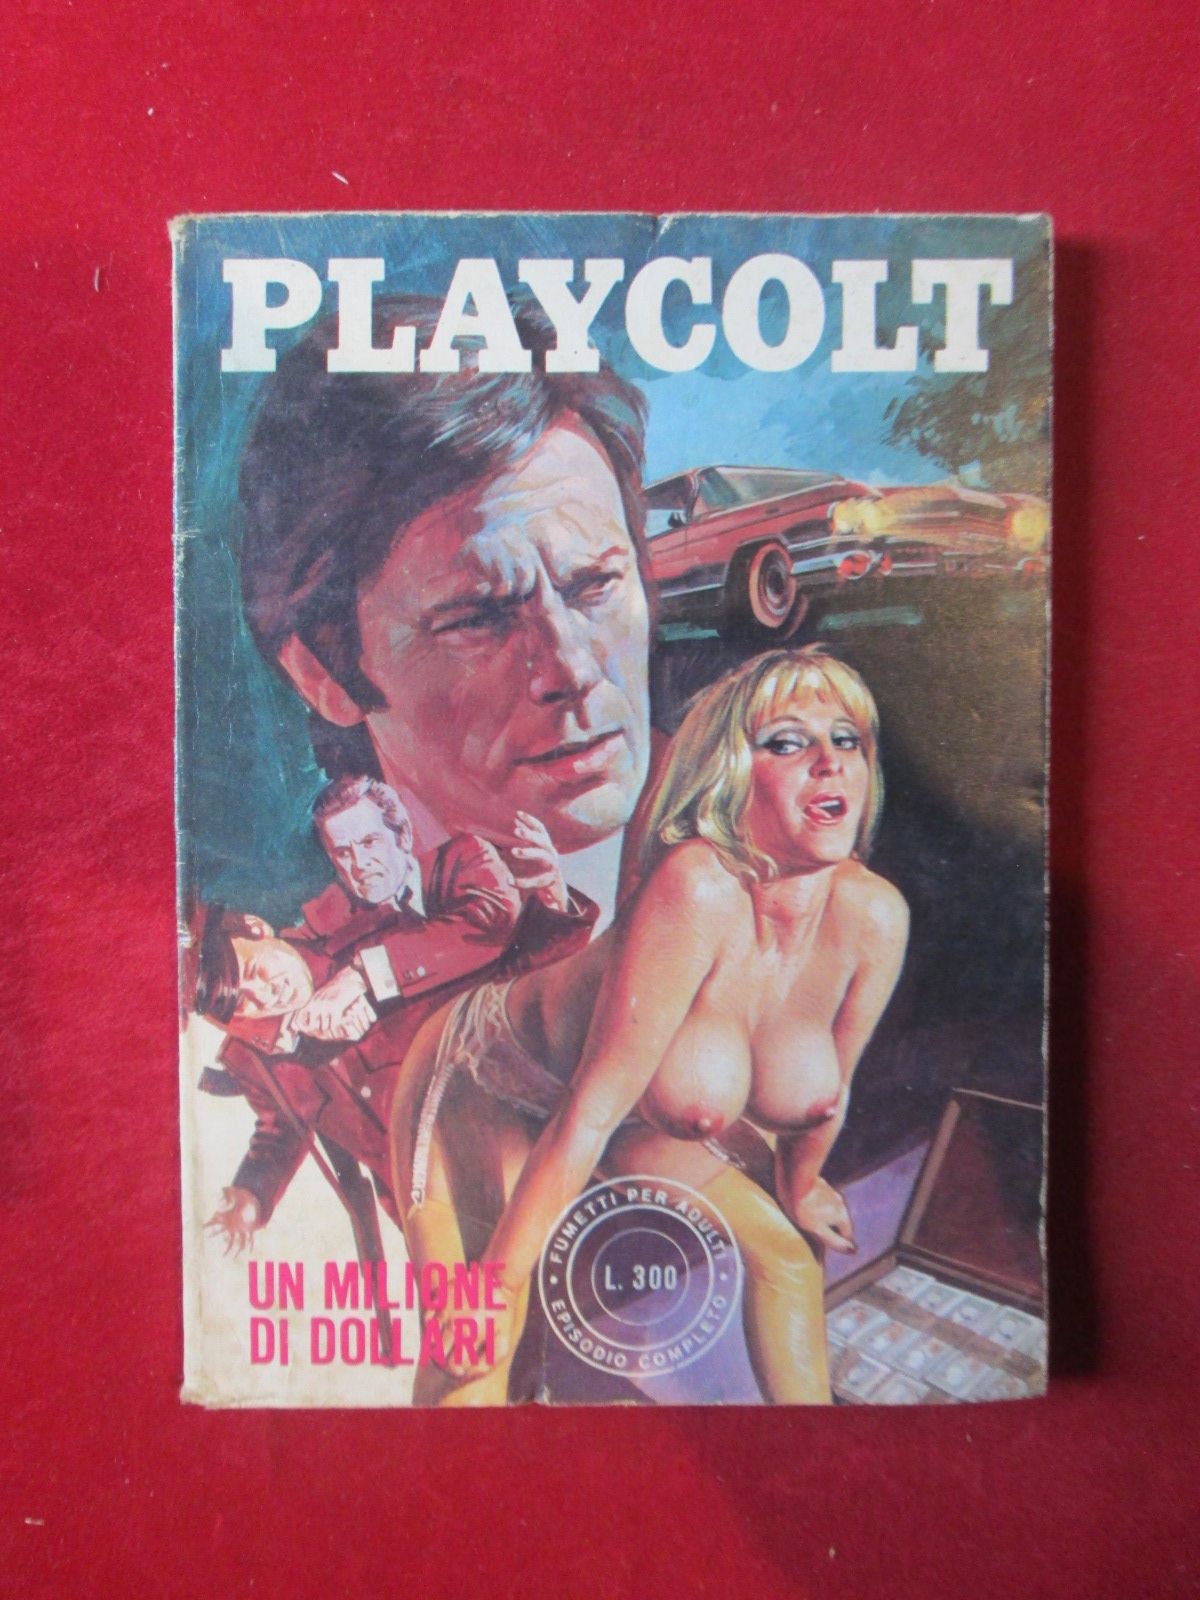 PLAYCOLT
UN MILIONE
DI DOLLARI
• FUMETTI PER ADULTI •
L. 300
EPISODIO COMPLETO